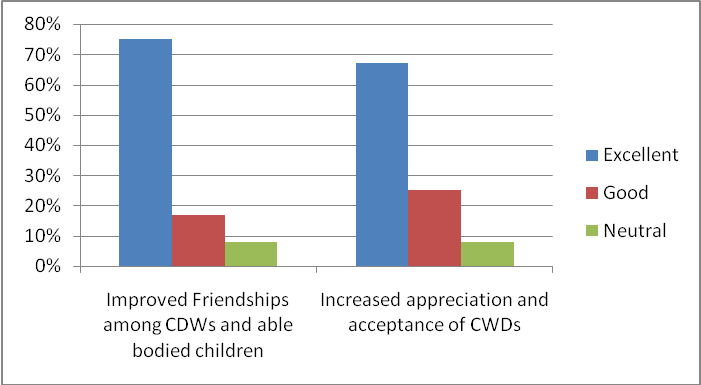 80%
70%
60%
50%
40%
30%
20%
10%
0%
Excellent
Good
Neutral
Improved Friendships
among CDWs and able
bodied children
Increased appreciation and
acceptance of CWDs